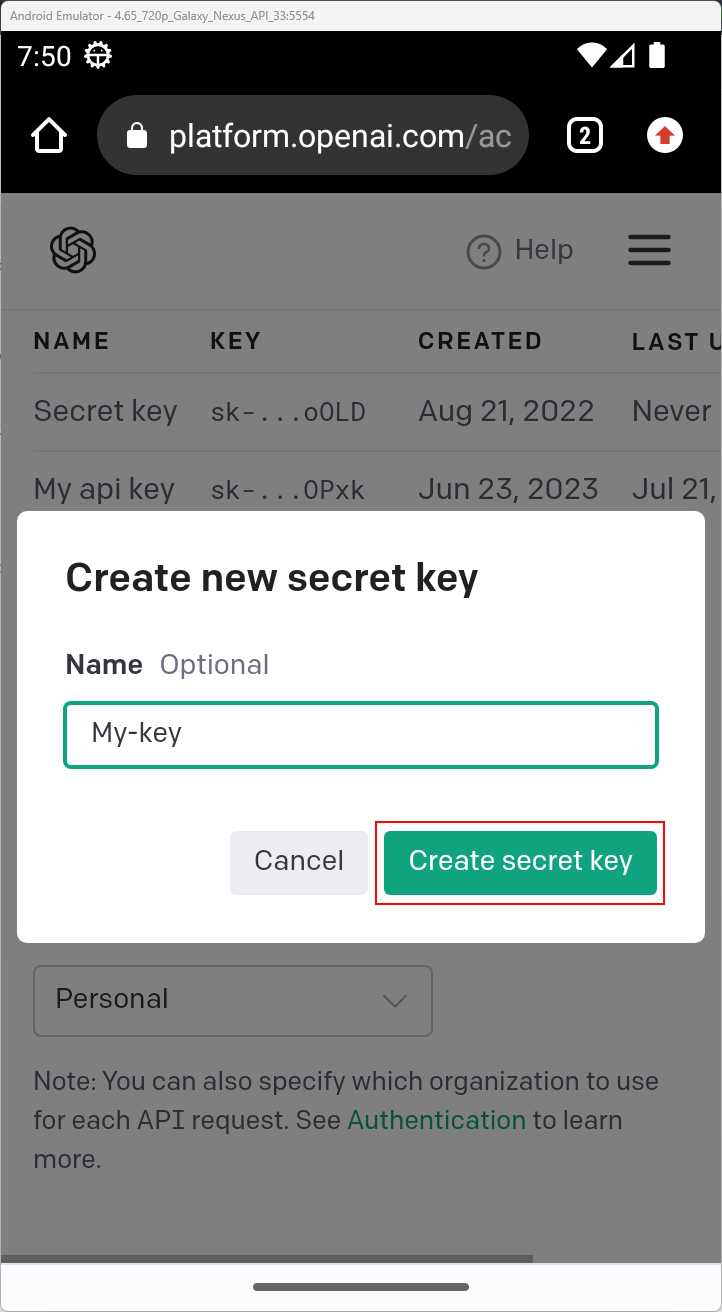 Android Emulator - 4.65_720p_Galaxy_Nexus_API_33:5554
7:50
platform.openai.com/ac
2
? Help
NAME KEY CREATED LAST U
Secret key sk-...oOLD Aug 21, 2022 Never
My api key sk-...0Pxk Jun 23, 2023 Jul 21,
Create new secret key
Name Optional
My-key
Cancel Create secret key
Personal
Note: You can also specify which organization to use
for each API request. See Authentication to learn
more.